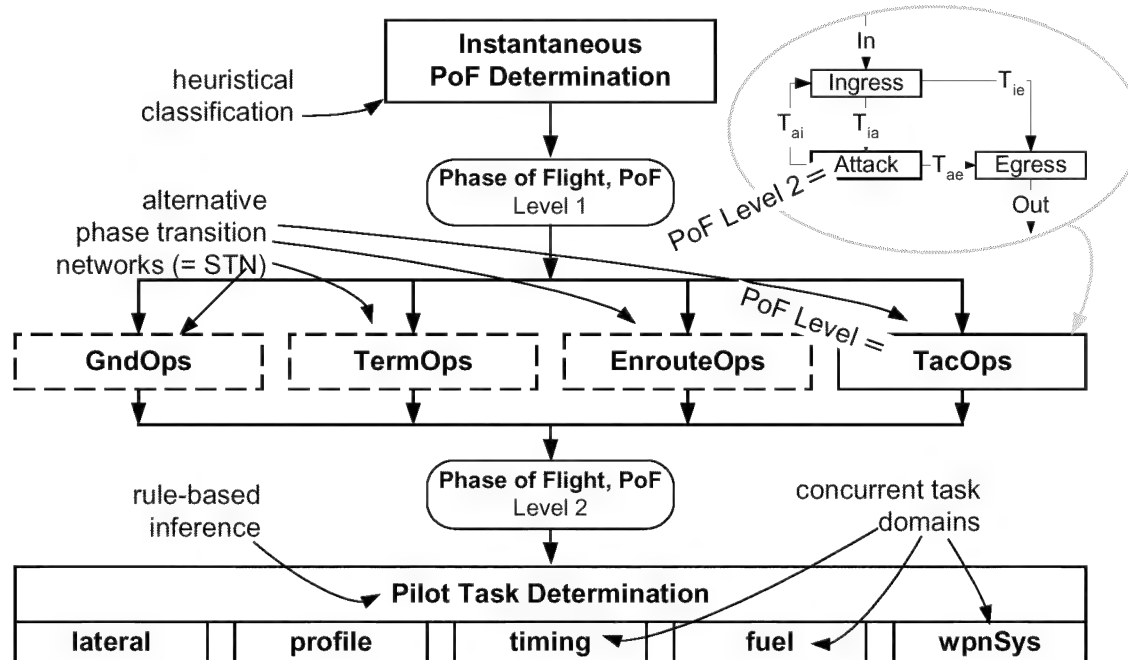 Instantaneous
PoF Determination
heuristical
classification
In
Ingress
T_ie
T_ai
T_ia
Attack
T_ae
Egress
Out
PoF Level 2 =
Phase of Flight, PoF
Level 1
alternative
phase transition
networks (= STN)
PoF Level =
GndOps
TermOps
EnrouteOps
TacOps
Phase of Flight, PoF
Level 2
rule-based
inference
concurrent task
domains
Pilot Task Determination
lateral
profile
timing
fuel
wpnSys